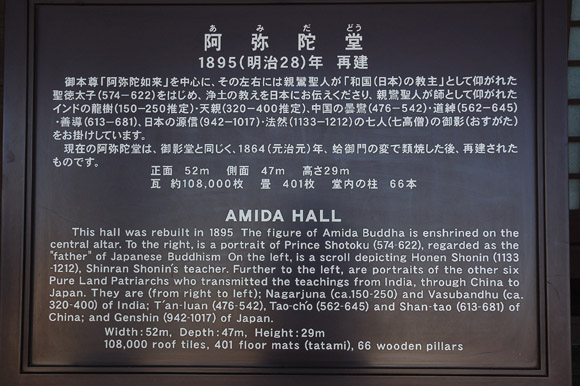 あ み だ どう
阿 弥 陀 堂
1895(明治28)年 再建
御本尊「阿弥陀如来」を中心に、その左右には親鸞聖人が「和国(日本)の教主」として仰がれた
聖徳太子(574-622)をはじめ、浄土の教えを日本にお伝えくださり、親鸞聖人が師として仰がれた
インドの龍樹(150-250推定)・天親(320-400推定)、中国の曇鸞(476-542)・道綽(562-645)
・善導(613-681)、日本の源信(942-1017)・法然(1133-1212)の七人(七高僧)の御影(おすがた)
をお掛けしています。
現在の阿弥陀堂は、御影堂と同じく、1864(元治元)年、蛤御門の変で類焼した後、再建された
ものです。
正面 52m 側面 47m 高さ29m
瓦 約108,000枚 畳 401枚 堂内の柱 66本
AMIDA HALL
This hall was rebuilt in 1895. The figure of Amida Buddha is enshrined on the
central altar. To the right, is a portrait of Prince Shotoku (574-622), regarded as the
"father" of Japanese Buddhism. On the left, is a scroll depicting Honen Shonin (1133
-1212), Shinran Shonin's teacher. Further to the left, are portraits of the other six
Pure Land Patriarchs who transmitted the teachings from India, through China to
Japan. They are (from right to left); Nagarjuna (ca.150-250) and Vasubandhu (ca.
320-400) of India; T'an-luan (476-542), Tao-ch'o (562-645) and Shan-tao (613-681) of
China; and Genshin (942-1017) of Japan.
Width:52m, Depth:47m, Height:29m
108,000 roof tiles, 401 floor mats (tatami), 66 wooden pillars